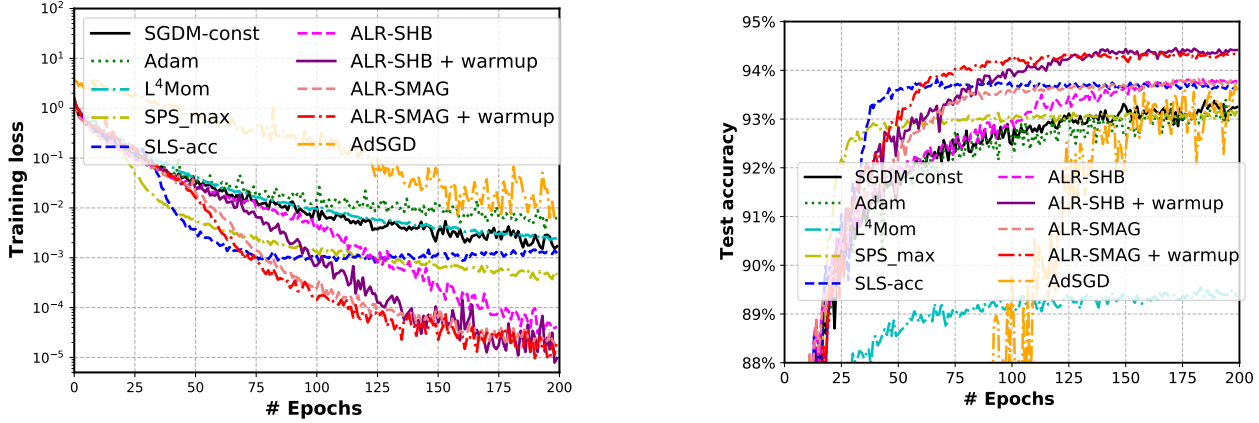 10²
10¹
10⁰
10⁻¹
10⁻²
10⁻³
10⁻⁴
10⁻⁵
Training loss
SGDM-const
Adam
L⁴Mom
SPS_max
SLS-acc
ALR-SHB
ALR-SHB + warmup
ALR-SMAG
ALR-SMAG + warmup
AdSGD
0 25 50 75 100 125 150 175 200
# Epochs
95%
94%
93%
92%
91%
90%
89%
88%
Test accuracy
SGDM-const
Adam
L⁴Mom
SPS_max
SLS-acc
ALR-SHB
ALR-SHB + warmup
ALR-SMAG
ALR-SMAG + warmup
AdSGD
0 25 50 75 100 125 150 175 200
# Epochs